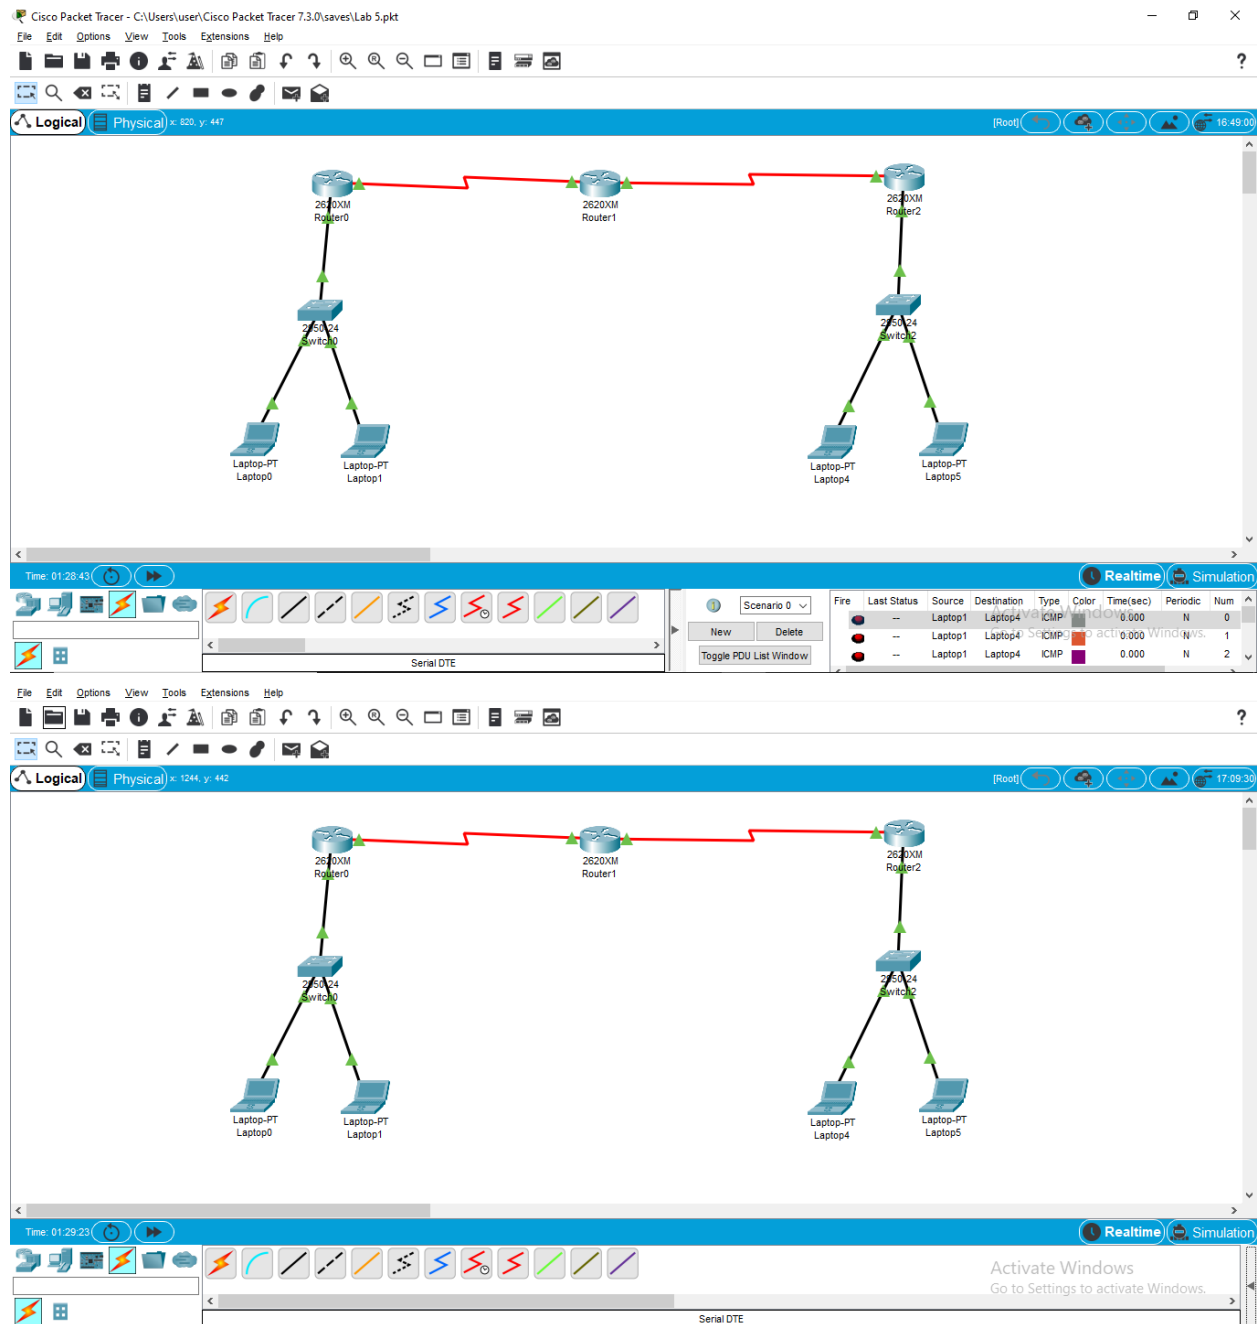 Cisco Packet Tracer - C:\Users\user\Cisco Packet Tracer 7.3.0\saves\Lab 5.pkt
File Edit Options View Tools Extensions Help
?
Logical Physical x: 820, y: 447 [Root] 16:49:00
2620XM
Router0
2620XM
Router1
2620XM
Router2
2950-24
Switch0
2950-24
Switch2
Laptop-PT
Laptop0
Laptop-PT
Laptop1
Laptop-PT
Laptop4
Laptop-PT
Laptop5
Time: 01:28:43 Realtime Simulation
Scenario 0
New Delete
Toggle PDU List Window
Fire Last Status Source Destination Type Color Time(sec) Periodic Num
-- Laptop1 Laptop4 ICMP 0.000 N 0
-- Laptop1 Laptop4 ICMP 0.000 N 1
-- Laptop1 Laptop4 ICMP 0.000 N 2
Activate Windows
Go to Settings to activate Windows.
Serial DTE
File Edit Options View Tools Extensions Help
?
Logical Physical x: 1244, y: 442 [Root] 17:09:30
2620XM
Router0
2620XM
Router1
2620XM
Router2
2950-24
Switch0
2950-24
Switch2
Laptop-PT
Laptop0
Laptop-PT
Laptop1
Laptop-PT
Laptop4
Laptop-PT
Laptop5
Time: 01:29:23 Realtime Simulation
Activate Windows
Go to Settings to activate Windows.
Serial DTE